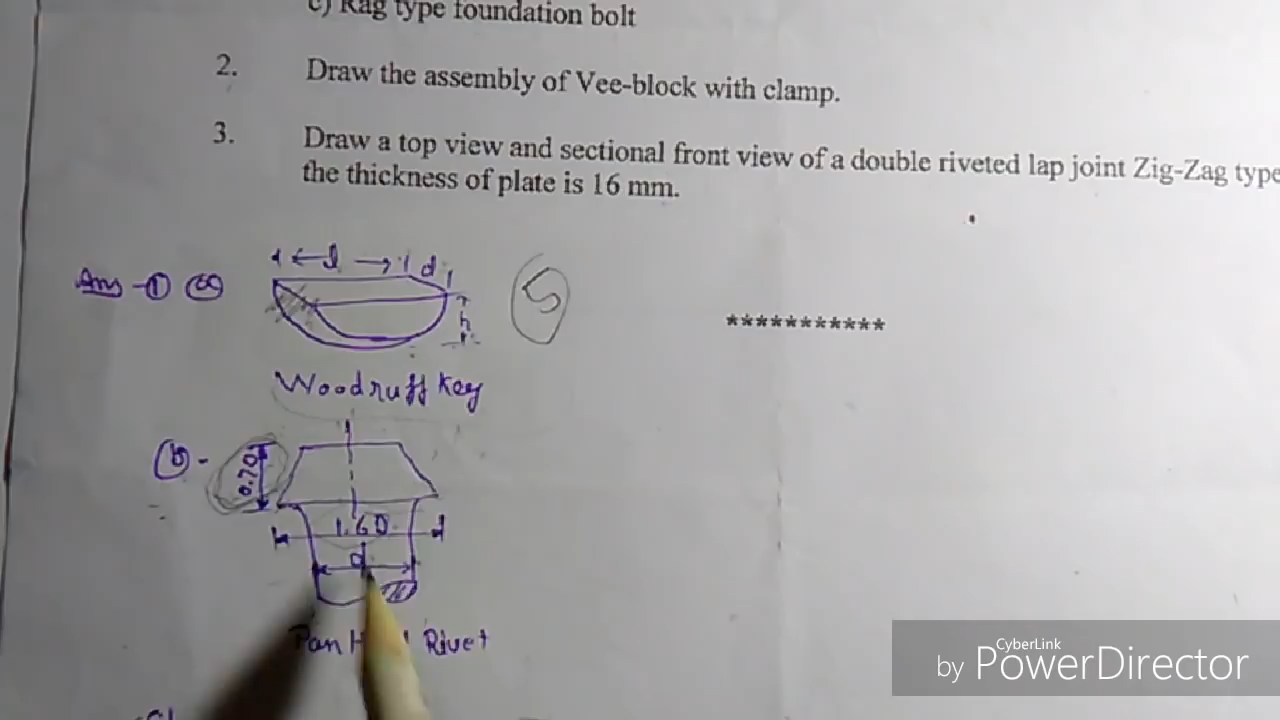 c) Rag type foundation bolt
2. Draw the assembly of Vee-block with clamp.
3. Draw a top view and sectional front view of a double riveted lap joint Zig-Zag type
the thickness of plate is 16 mm.
l d
Ans - 1
5
h
***********
Woodruff Key
b -
0.7D
1.6D
d
Rivet
CyberLink
by PowerDirector